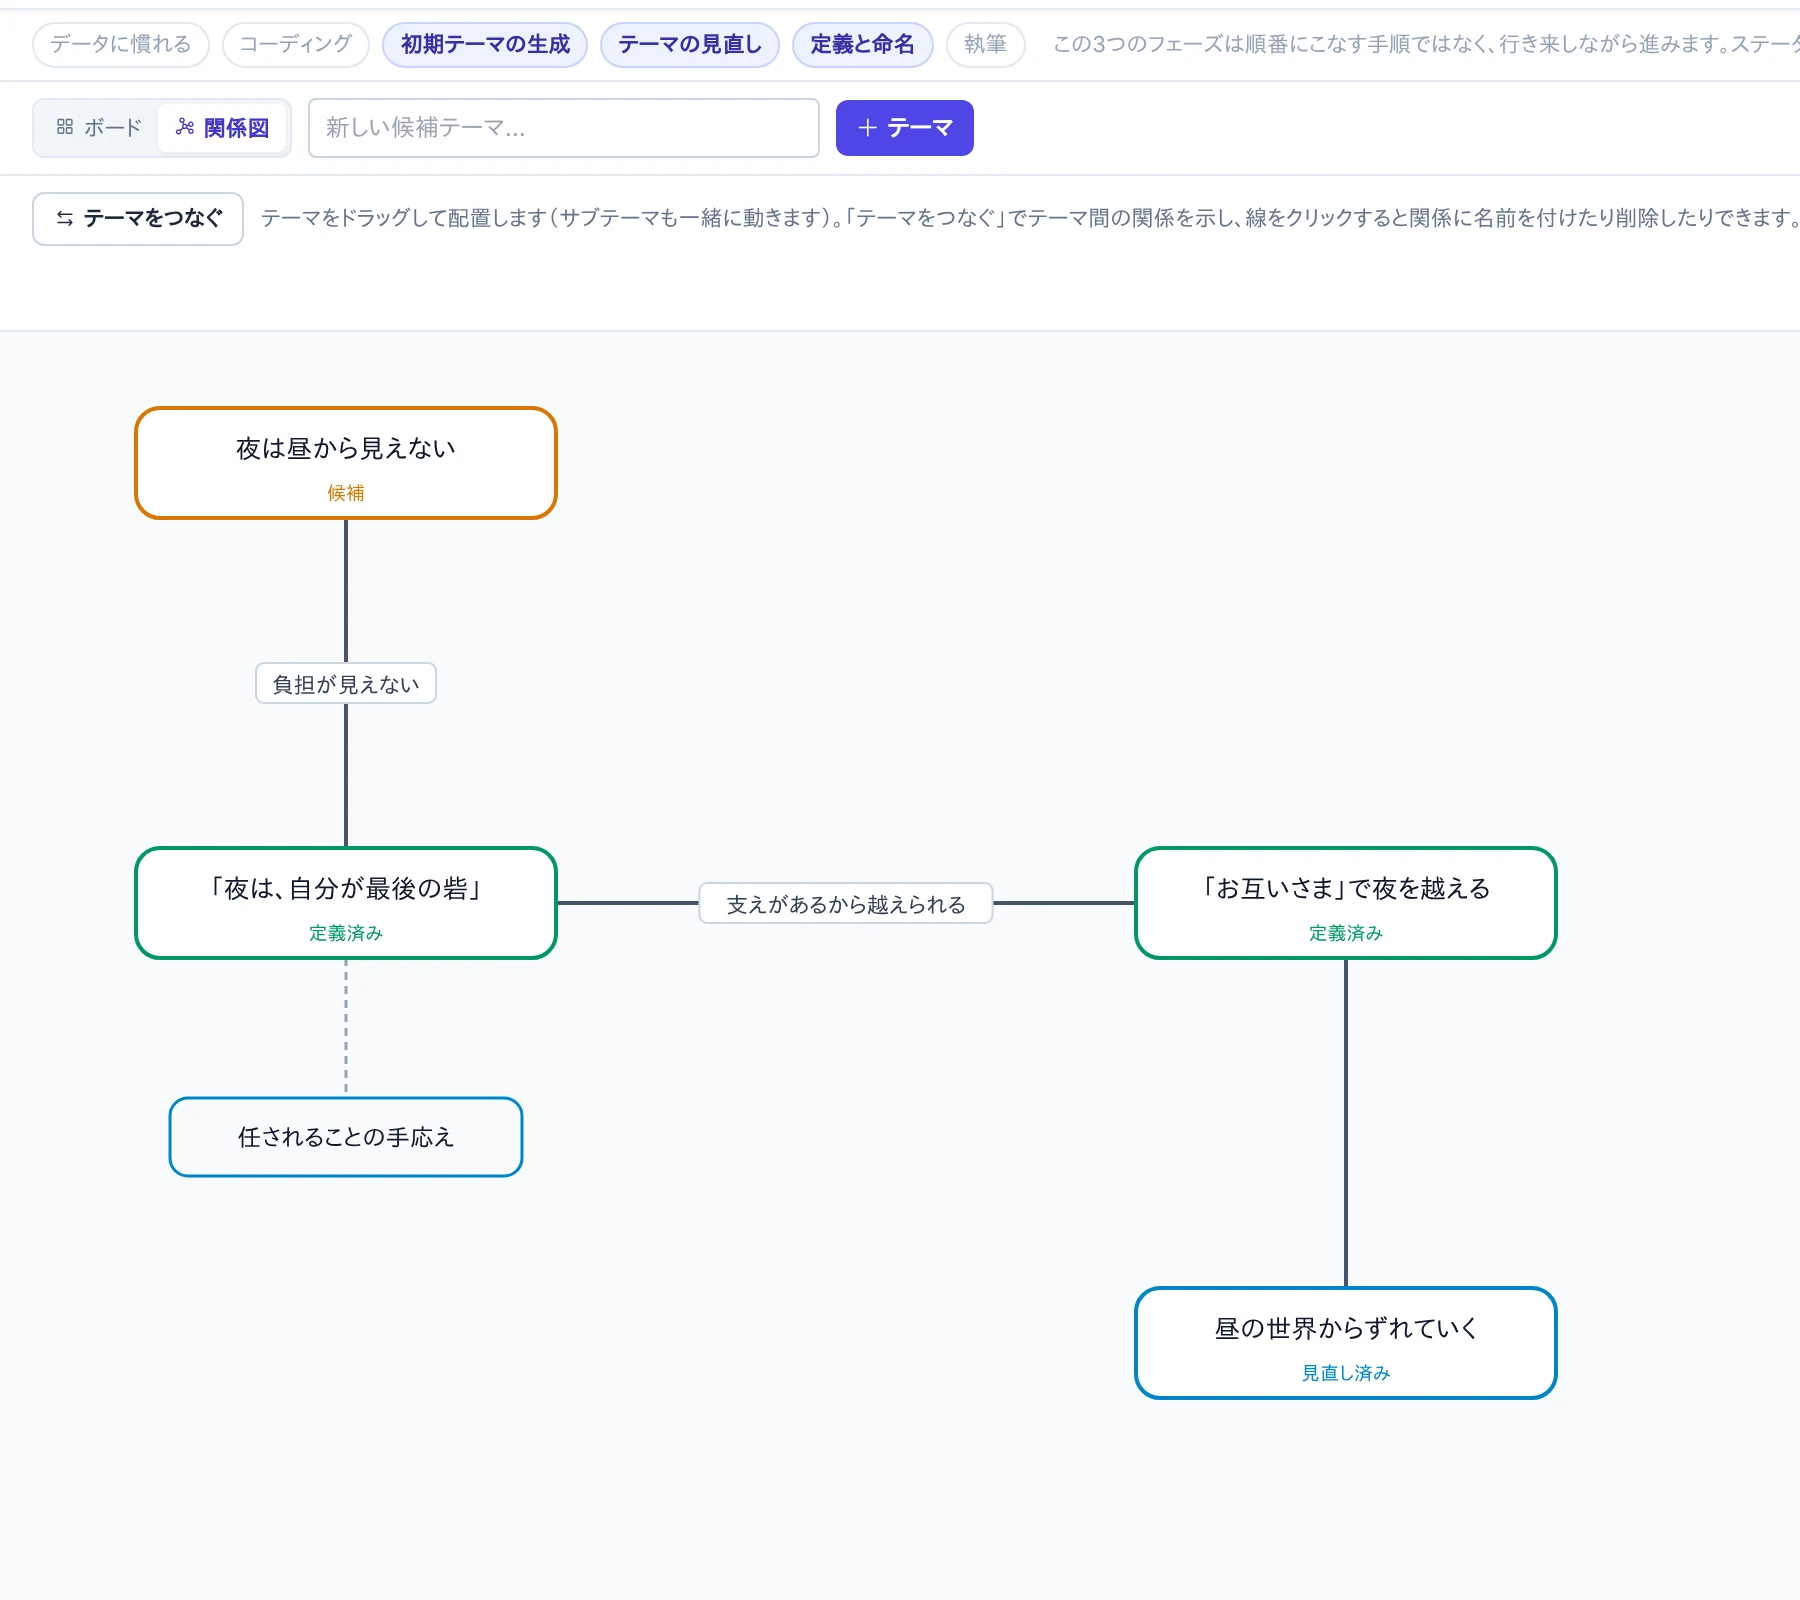 データに慣れる コーディング 初期テーマの生成 テーマの見直し 定義と命名 執筆 この3つのフェーズは順番にこなす手順ではなく、行き来しながら進みます。ステータ
ボード 関係図 新しい候補テーマ... + テーマ
テーマをつなぐ テーマをドラッグして配置します（サブテーマも一緒に動きます）。「テーマをつなぐ」でテーマ間の関係を示し、線をクリックすると関係に名前を付けたり削除したりできます。
夜は昼から見えない
候補
負担が見えない
「夜は、自分が最後の砦」
定義済み
支えがあるから越えられる
「お互いさま」で夜を越える
定義済み
任されることの手応え
昼の世界からずれていく
見直し済み